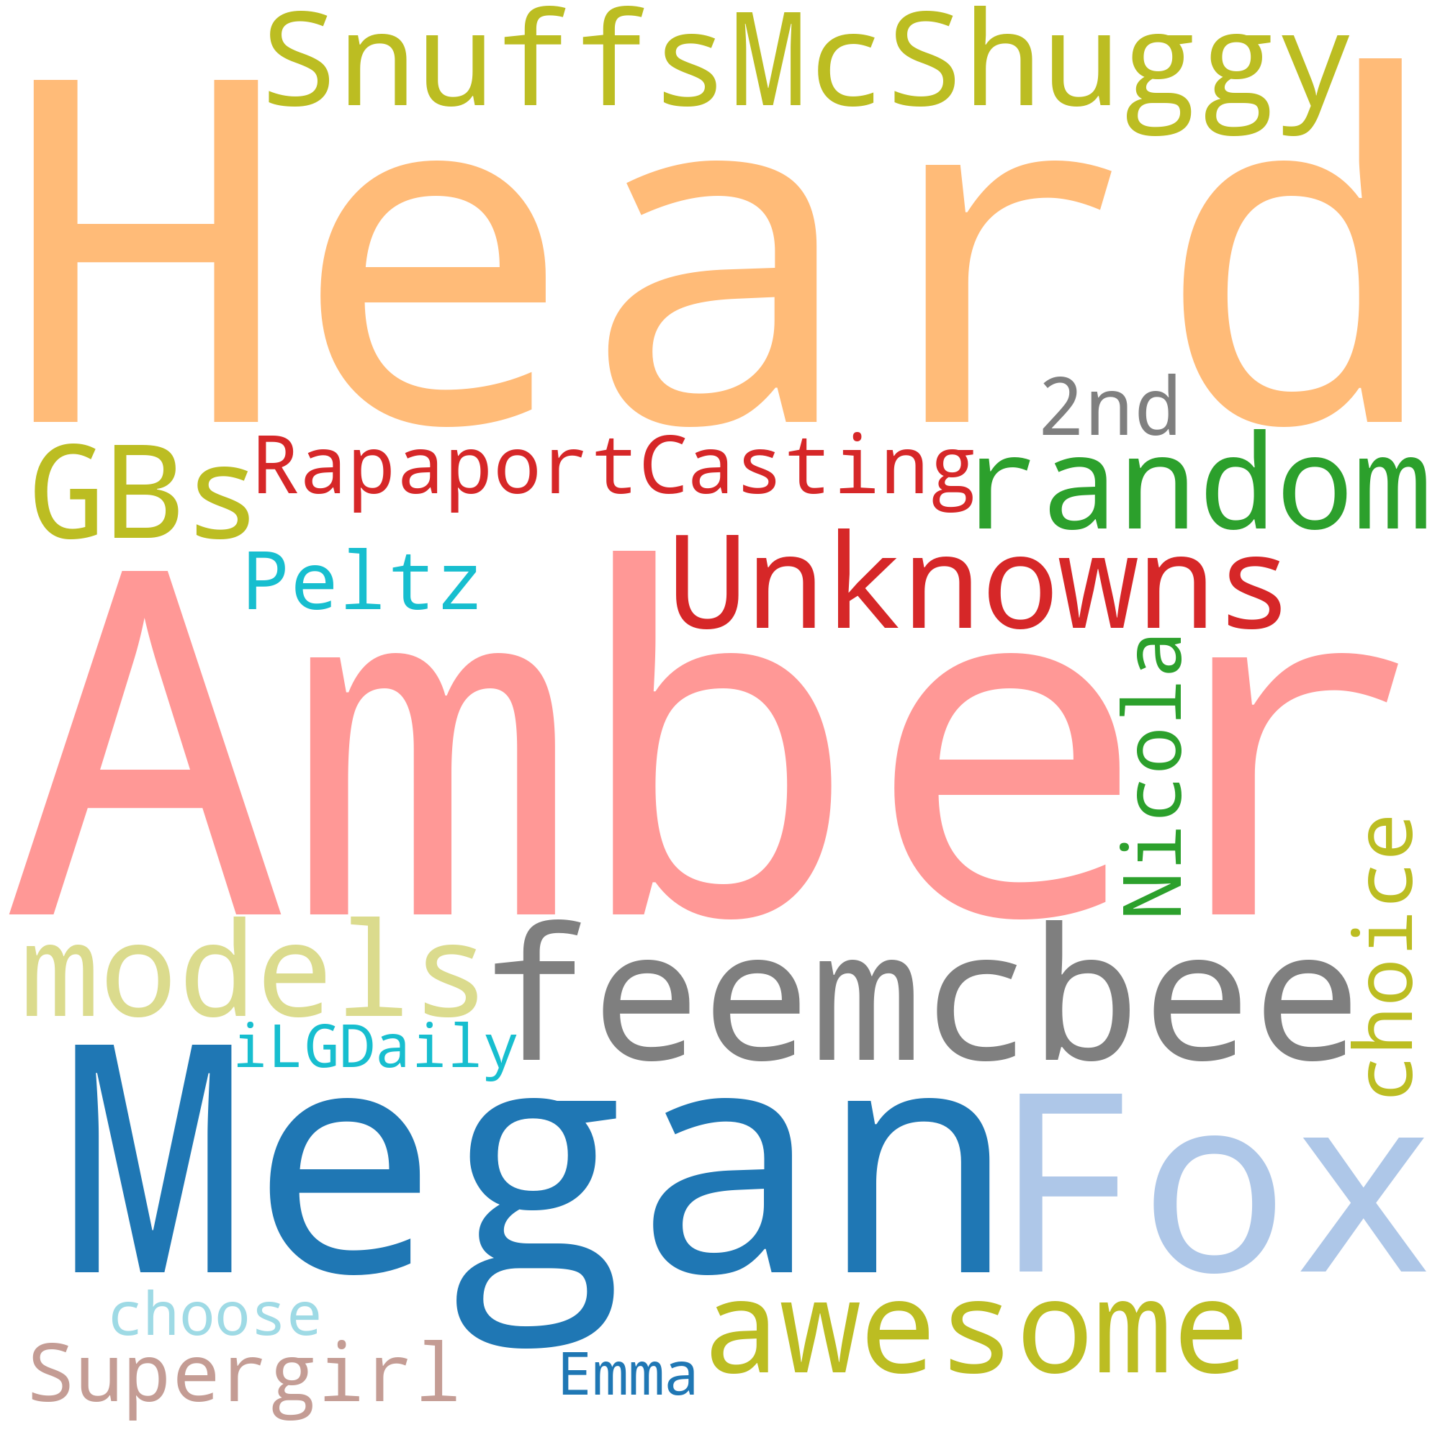 SnuffsMcShuggy
Heard
2nd
GBs
RapaportCasting
random
Peltz
Unknowns
Amber
Nicola
choice
models
feemcbee
iLGDaily
Megan
Fox
choose
awesome
Supergirl
Emma